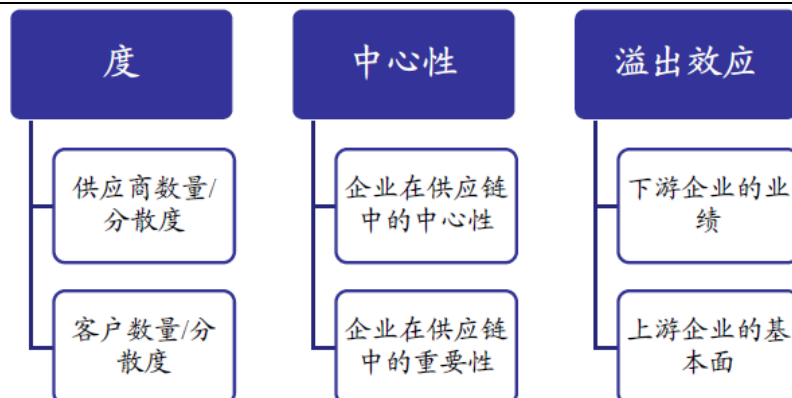 度
供应商数量/
分散度
客户数量/分
散度
中心性
企业在供应链
中的中心性
企业在供应链
中的重要性
溢出效应
下游企业的业
绩
上游企业的基
本面